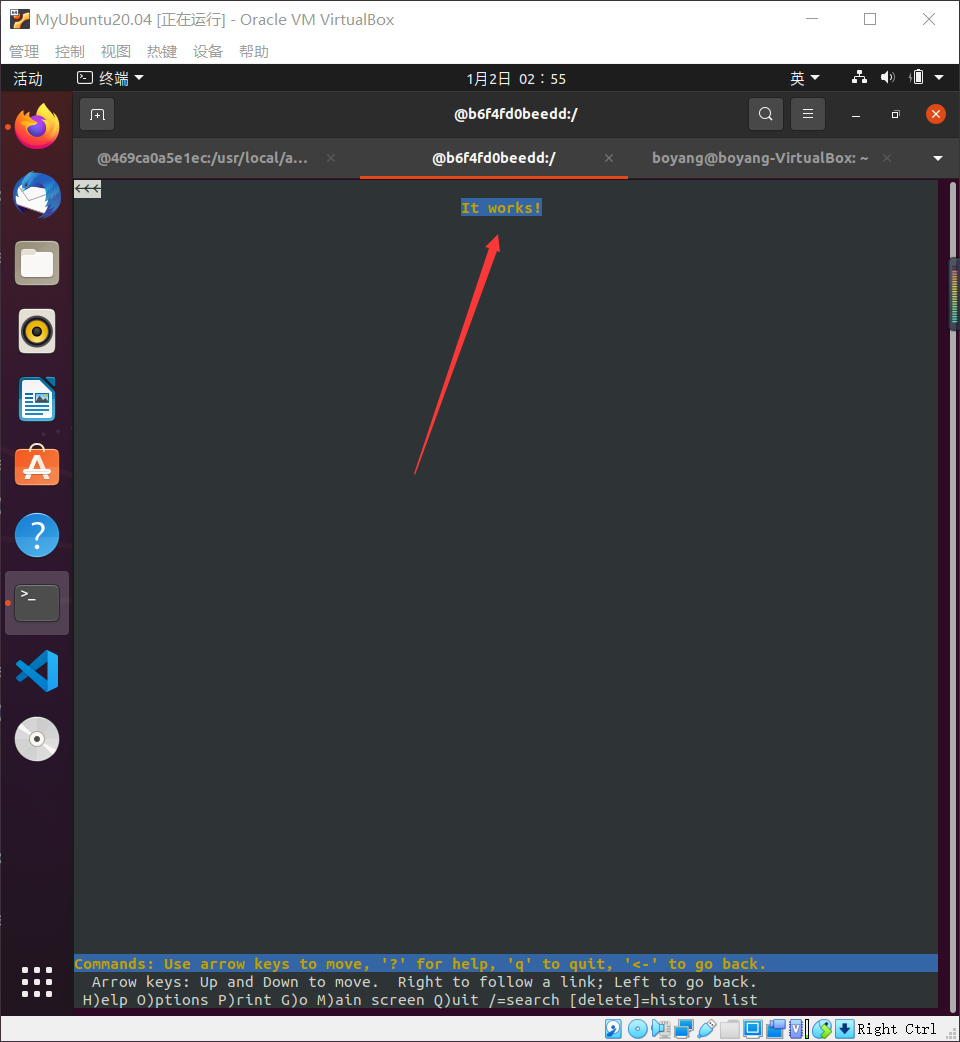 MyUbuntu20.04 [正在运行] - Oracle VM VirtualBox
管理 控制 视图 热键 设备 帮助
活动 终端 1月2日 02：55 英
@b6f4fd0beedd:/
@469ca0a5e1ec:/usr/local/a... @b6f4fd0beedd:/ boyang@boyang-VirtualBox: ~
<<<
It works!
Commands: Use arrow keys to move, '?' for help, 'q' to quit, '<-' to go back.
Arrow keys: Up and Down to move. Right to follow a link; Left to go back.
H)elp O)ptions P)rint G)o M)ain screen Q)uit /=search [delete]=history list
Right Ctrl